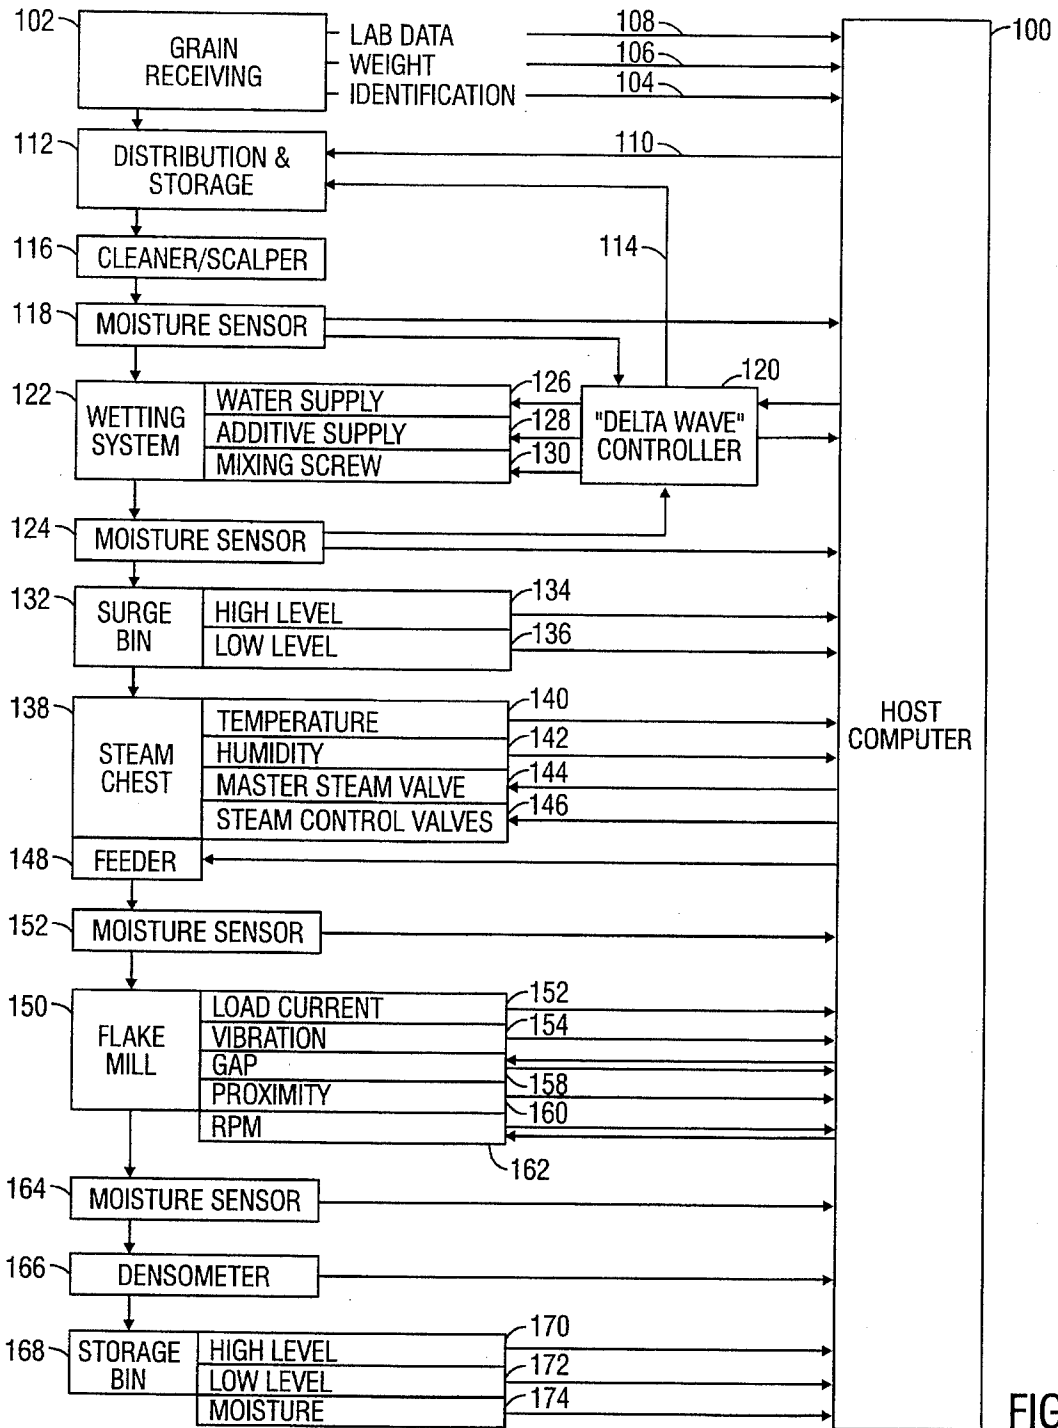 102
GRAIN
RECEIVING
LAB DATA
108
WEIGHT
106
IDENTIFICATION
104
100
112
DISTRIBUTION &
STORAGE
110
114
116
CLEANER/SCALPER
118
MOISTURE SENSOR
122
WETTING
SYSTEM
WATER SUPPLY
126
ADDITIVE SUPPLY
128
MIXING SCREW
130
120
"DELTA WAVE"
CONTROLLER
124
MOISTURE SENSOR
132
SURGE
BIN
HIGH LEVEL
134
LOW LEVEL
136
138
STEAM
CHEST
TEMPERATURE
140
HUMIDITY
142
MASTER STEAM VALVE
144
STEAM CONTROL VALVES
146
HOST
COMPUTER
148
FEEDER
152
MOISTURE SENSOR
150
FLAKE
MILL
LOAD CURRENT
152
VIBRATION
154
GAP
158
PROXIMITY
160
RPM
162
164
MOISTURE SENSOR
166
DENSOMETER
168
STORAGE
BIN
HIGH LEVEL
170
LOW LEVEL
172
MOISTURE
174
FIG